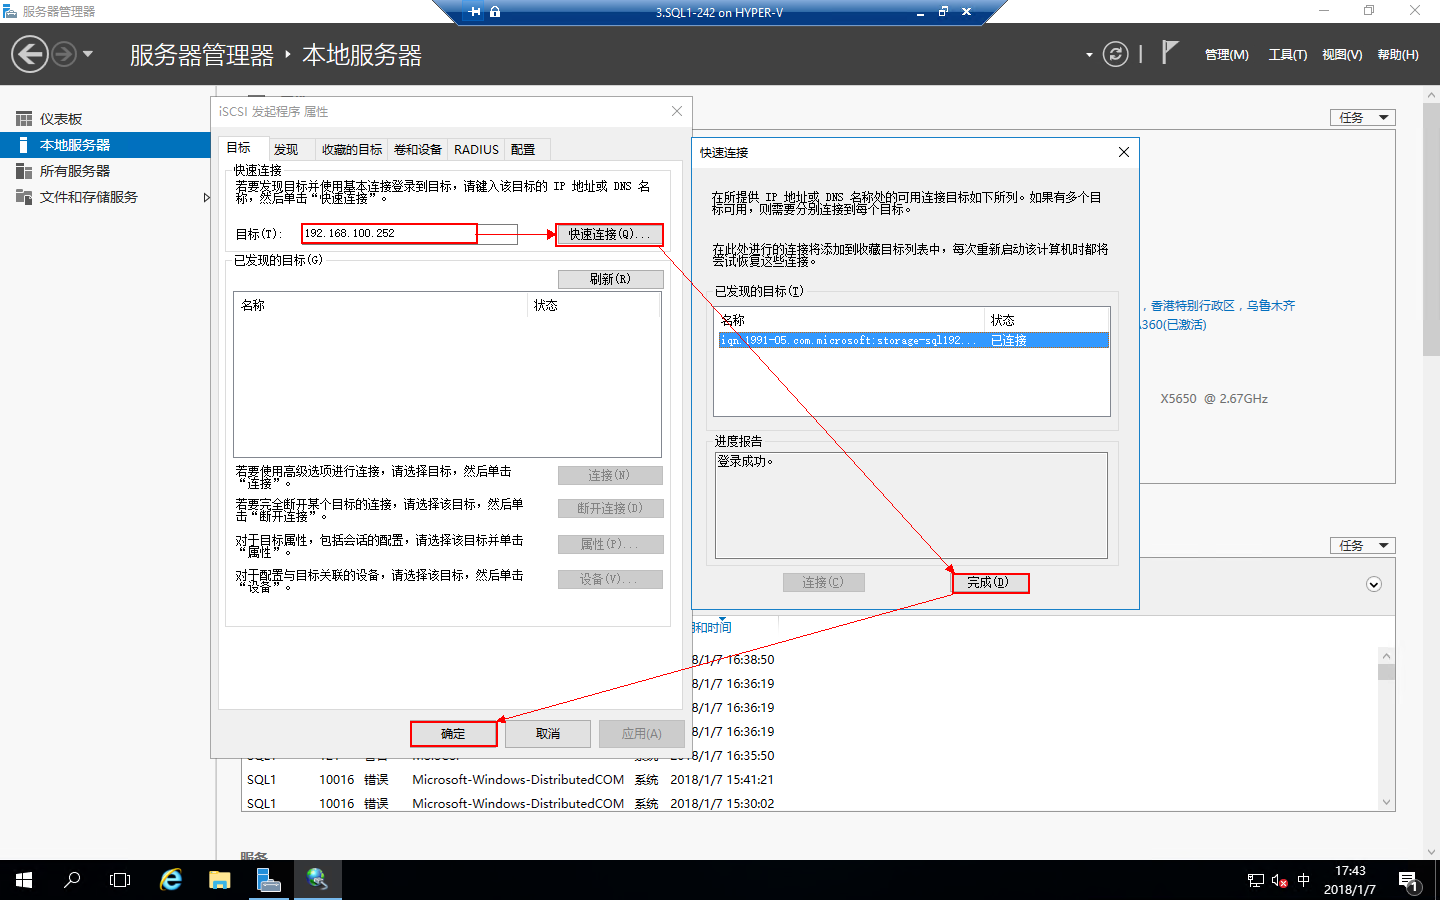 服务器管理器
3.SQL1-242 on HYPER-V
服务器管理器 ‣ 本地服务器
管理(M) 工具(T) 视图(V) 帮助(H)
仪表板
本地服务器
所有服务器
文件和存储服务
iSCSI 发起程序 属性
目标 发现 收藏的目标 卷和设备 RADIUS 配置
快速连接
若要发现目标并使用基本连接登录到目标，请键入该目标的 IP 地址或 DNS 名
称，然后单击“快速连接”。
目标(T): 192.168.100.252 快速连接(Q)...
已发现的目标(G)
刷新(R)
名称 状态
若要使用高级选项进行连接，请选择目标，然后单击
“连接”。
连接(N)
若要完全断开某个目标的连接，请选择该目标，然后单
击“断开连接”。
断开连接(D)
对于目标属性，包括会话的配置，请选择该目标并单击
“属性”。
属性(P)...
对于配置与目标关联的设备，请选择该目标，然后单击
“设备”。
设备(V)...
确定 取消 应用(A)
快速连接
在所提供 IP 地址或 DNS 名称处的可用连接目标如下所列。如果有多个目
标可用，则需要分别连接到每个目标。
在此处进行的连接将添加到收藏目标列表中，每次重新启动该计算机时都将
尝试恢复这些连接。
已发现的目标(T)
名称 状态
iqn.1991-05.com.microsoft:storage-sql192... 已连接
进度报告
登录成功。
连接(C) 完成(D)
任务
，香港特别行政区，乌鲁木齐
360(已激活)
X5650 @ 2.67GHz
任务
和时间
8/1/7 16:38:50
8/1/7 16:36:19
8/1/7 16:36:19
8/1/7 16:36:19
2018/1/7 16:35:50
SQL1 10016 错误 Microsoft-Windows-DistributedCOM 系统 2018/1/7 15:41:21
SQL1 10016 错误 Microsoft-Windows-DistributedCOM 系统 2018/1/7 15:30:02
服务
中
17:43
2018/1/7
1